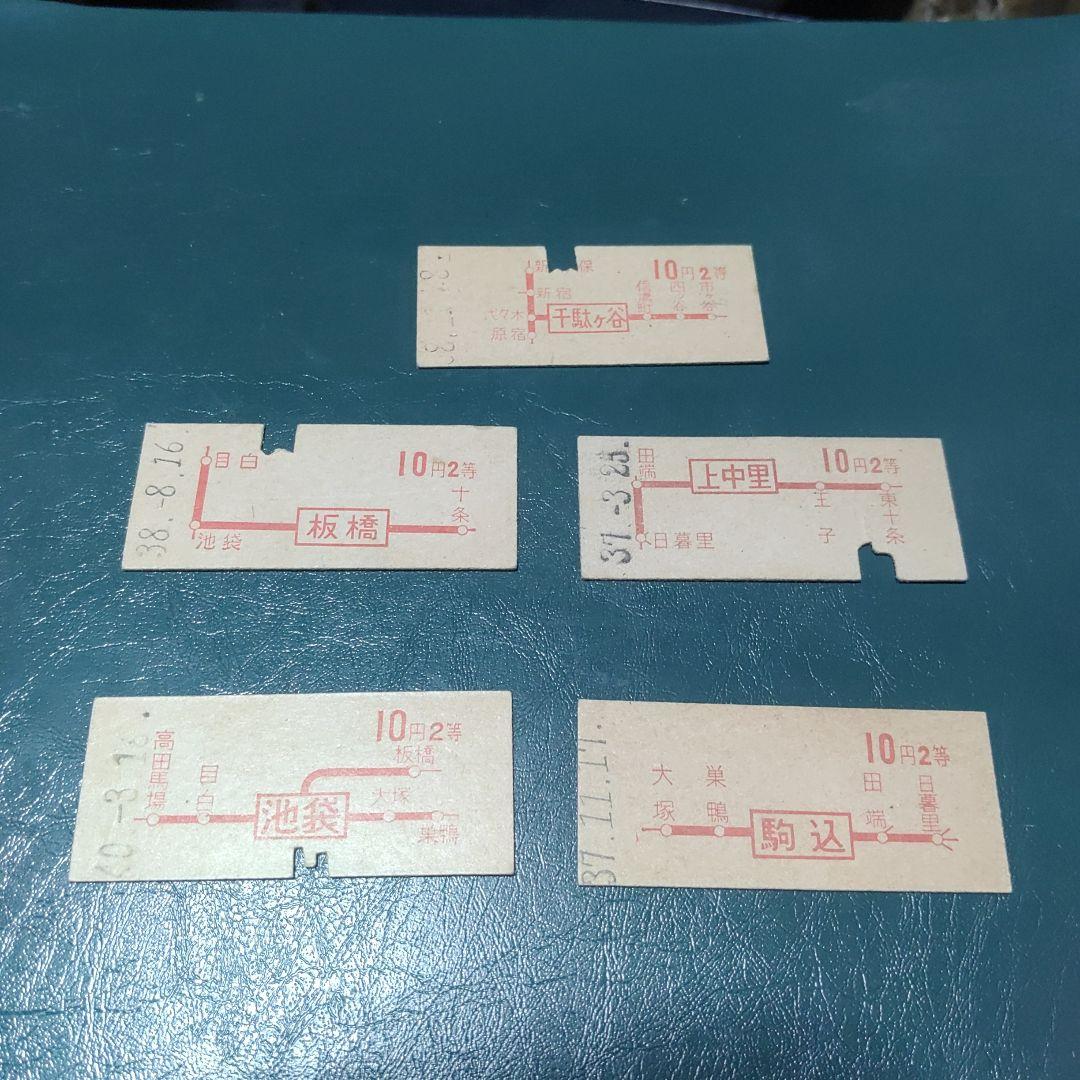 10円2等
新宿
代々木
原宿
千駄ヶ谷
信濃町
四ツ谷
市ヶ谷
38.-8.16
目白
10円2等
池袋
板橋
十条
37.-3.25.
田端
上中里
10円2等
日暮里
王子
東十条
高田馬場
目白
池袋
10円2等
板橋
大塚
巣鴨
37.11.17.
大塚
巣鴨
駒込
10円2等
田端
日暮里